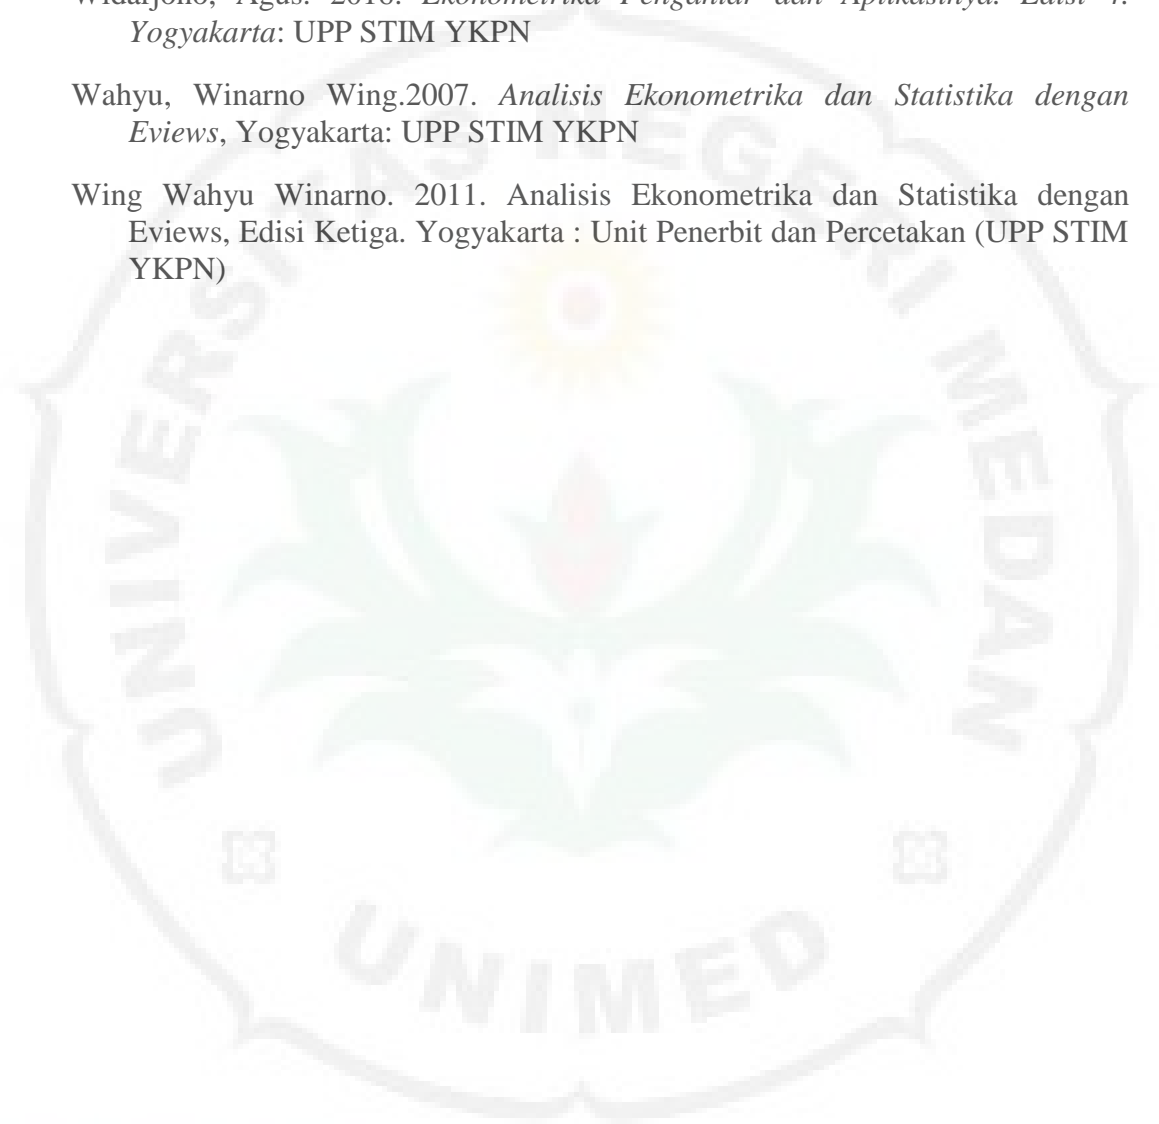 Widarjono, Agus. Ekonometrika Pengantar dan Aplikasinya. Edisi
Yogyakarta: UPP STIM YKPN
Wahyu, Winarno Wing.2007. Analisis Ekonometrika dan Statistika dengan
Eviews, Yogyakarta: UPP STIM YKPN
Wing Wahyu Winarno. 2011. Analisis Ekonometrika dan Statistika dengan
Eviews, Edisi Ketiga. Yogyakarta : Unit Penerbit dan Percetakan (UPP STIM
YKPN)
UNIVERSITAS NEGERI MEDAN
UNIMED